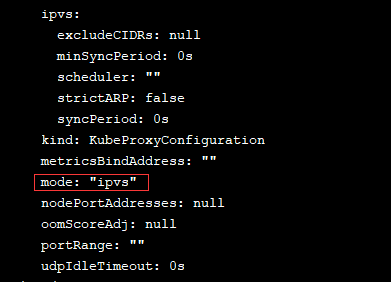 ipvs:
  excludeCIDRs: null
  minSyncPeriod: 0s
  scheduler: ""
  strictARP: false
  syncPeriod: 0s
kind: KubeProxyConfiguration
metricsBindAddress: ""
mode: "ipvs"
nodePortAddresses: null
oomScoreAdj: null
portRange: ""
udpIdleTimeout: 0s